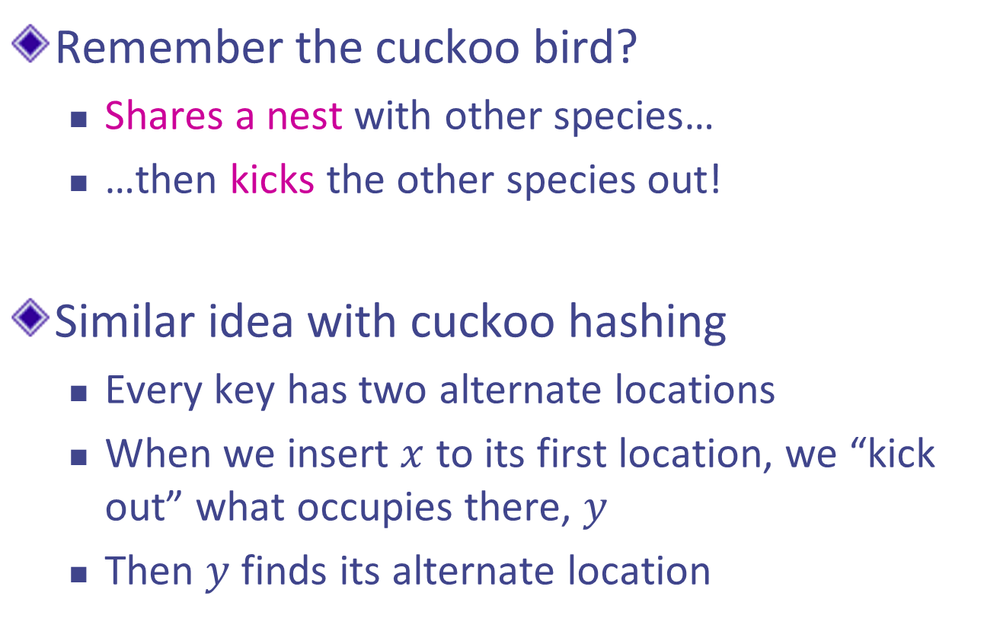 Remember the cuckoo bird?
Shares a nest with other species…
…then kicks the other species out!
Similar idea with cuckoo hashing
Every key has two alternate locations
When we insert 𝑥 to its first location, we “kick
out” what occupies there, 𝑦
Then 𝑦 finds its alternate location